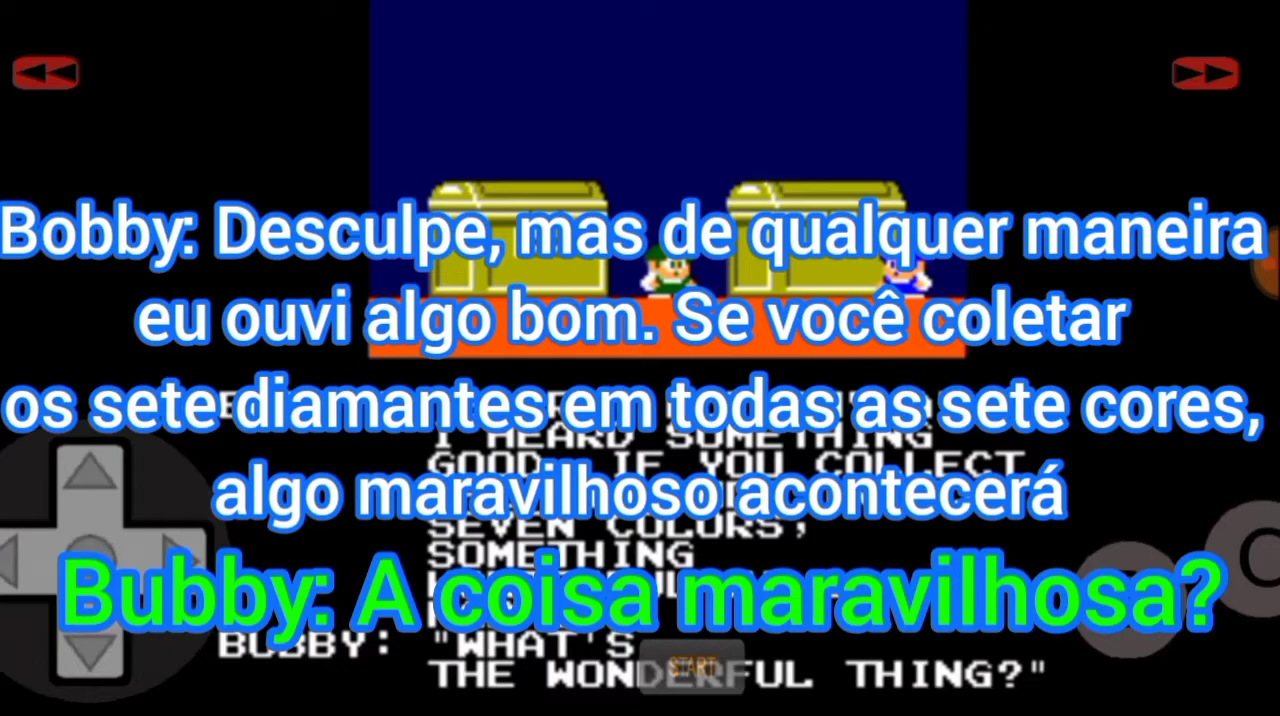 Bobby: Desculpe, mas de qualquer maneira
eu ouvi algo bom. Se você coletar
os sete diamantes em todas as sete cores,
I HEARD SOMETHING
GOOD. IF YOU COLLECT
algo maravilhoso acontecerá
SEVEN COLORS,
SOMETHING
Bubby: A coisa maravilhosa?
BUBBY: "WHAT'S
START
THE WONDERFUL THING?"